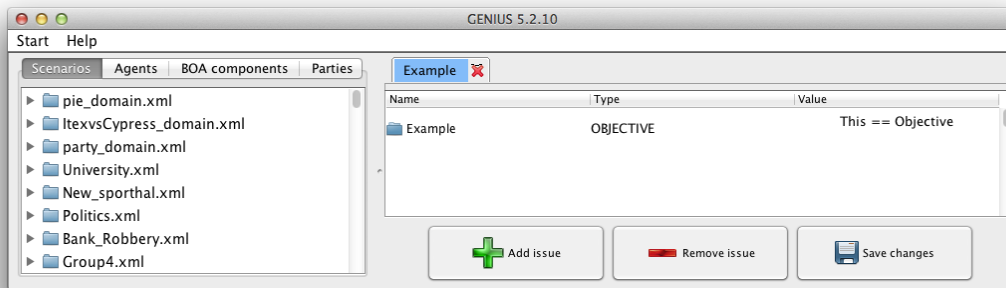 GENIUS 5.2.10
Start Help
Scenarios Agents BOA components Parties
pie_domain.xml
ItexvsCypress_domain.xml
party_domain.xml
University.xml
New_sporthal.xml
Politics.xml
Bank_Robbery.xml
Group4.xml
Example
Name Type Value
Example OBJECTIVE This == Objective
Add issue Remove issue Save changes